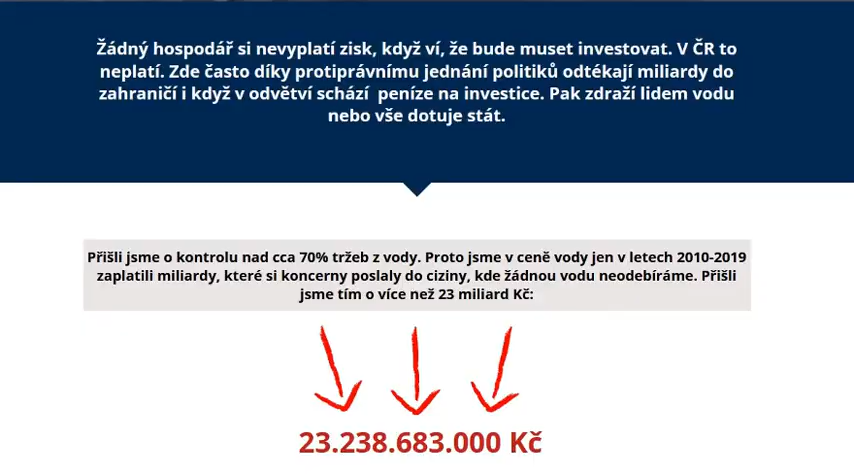 Žádný hospodář si nevyplatí zisk, když ví, že bude muset investovat. V ČR to
neplatí. Zde často díky protiprávnímu jednání politiků odtékají miliardy do
zahraničí i když v odvětví schází peníze na investice. Pak zdraží lidem vodu
nebo vše dotuje stát.
Přišli jsme o kontrolu nad cca 70% tržeb z vody. Proto jsme v ceně vody jen v letech 2010-2019
zaplatili miliardy, které si koncerny poslaly do ciziny, kde žádnou vodu neodebíráme. Přišli
jsme tím o více než 23 miliard Kč:
23.238.683.000 Kč